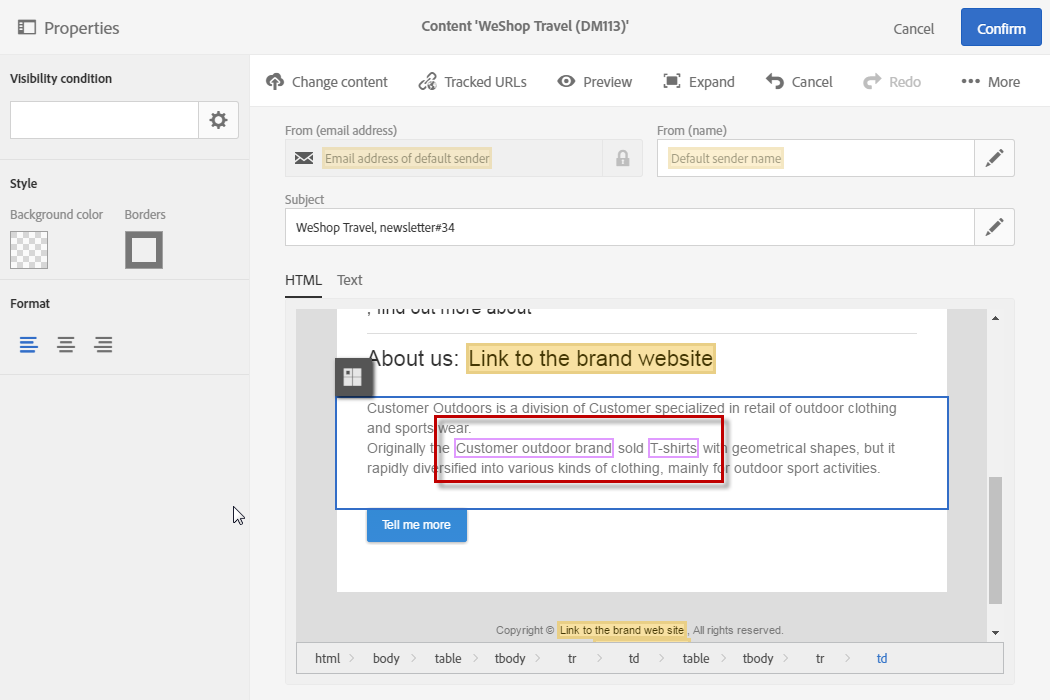 Properties
Content 'WeShop Travel (DM113)'
Cancel
Confirm
Visibility condition
Style
Background color
Borders
Format
Change content
Tracked URLs
Preview
Expand
Cancel
Redo
More
From (email address)
Email address of default sender
From (name)
Default sender name
Subject
WeShop Travel, newsletter#34
HTML
Text
, find out more about
About us: Link to the brand website
Customer Outdoors is a division of Customer specialized in retail of outdoor clothing
and sports wear.
Originally the Customer outdoor brand sold T-shirts with geometrical shapes, but it
rapidly diversified into various kinds of clothing, mainly for outdoor sport activities.
Tell me more
Copyright © Link to the brand web site , All rights reserved.
html
body
table
tbody
tr
td
table
tbody
tr
td